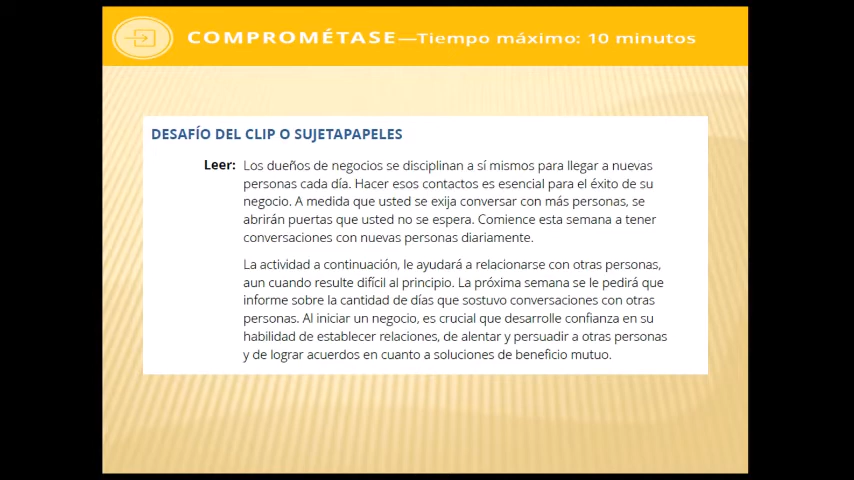 COMPROMÉTASE—Tiempo máximo: 10 minutos
DESAFÍO DEL CLIP O SUJETAPAPELES
Leer: Los dueños de negocios se disciplinan a sí mismos para llegar a nuevas
personas cada día. Hacer esos contactos es esencial para el éxito de su
negocio. A medida que usted se exija conversar con más personas, se
abrirán puertas que usted no se espera. Comience esta semana a tener
conversaciones con nuevas personas diariamente.
La actividad a continuación, le ayudará a relacionarse con otras personas,
aun cuando resulte difícil al principio. La próxima semana se le pedirá que
informe sobre la cantidad de días que sostuvo conversaciones con otras
personas. Al iniciar un negocio, es crucial que desarrolle confianza en su
habilidad de establecer relaciones, de alentar y persuadir a otras personas
y de lograr acuerdos en cuanto a soluciones de beneficio mutuo.